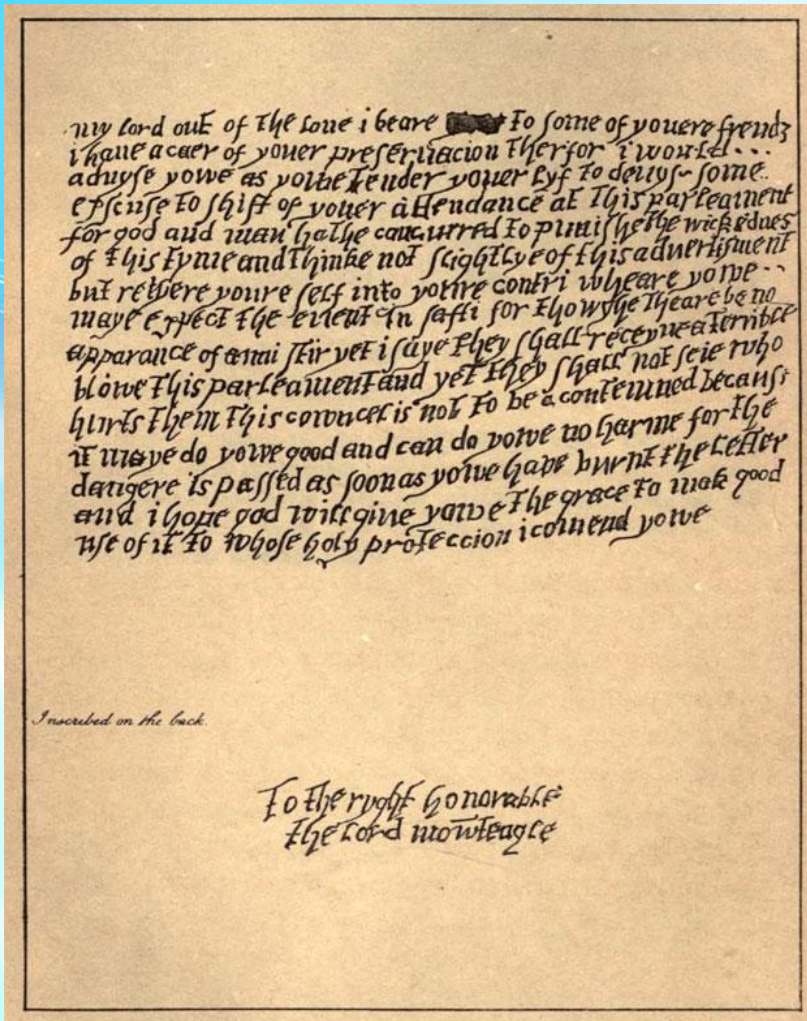 my lord out of the loue i beare to some of youere frendz
i haue a caer of youer preseruacion therfor i would...
aduyse yowe as yowe tender youer lyf to deuys some
exscuse to shift of youer attendance at this parleament
for god and man hathe concurred to punishe the wickednes
of this tyme and thinke not slightlye of this advertisment
but retyere youre self into youre contri wheare yowe
maye expect the euent in safti for thowghe theare be no
apparance of anni stir yet i saye they shall receyue a terrible
blowe this parleament and yet they shall not seie who
hurts them this cowncel is not to be a contemned because
it maye do yowe good and can do yowe no harme for the
dangere is passed as soon as yowe have burnt the letter
and i hope god will giue yowe the grace to mak good
use of it to whose holy proteccion i comend yowe
Inscribed on the back.
To the ryght honorable
the lord mowteagle